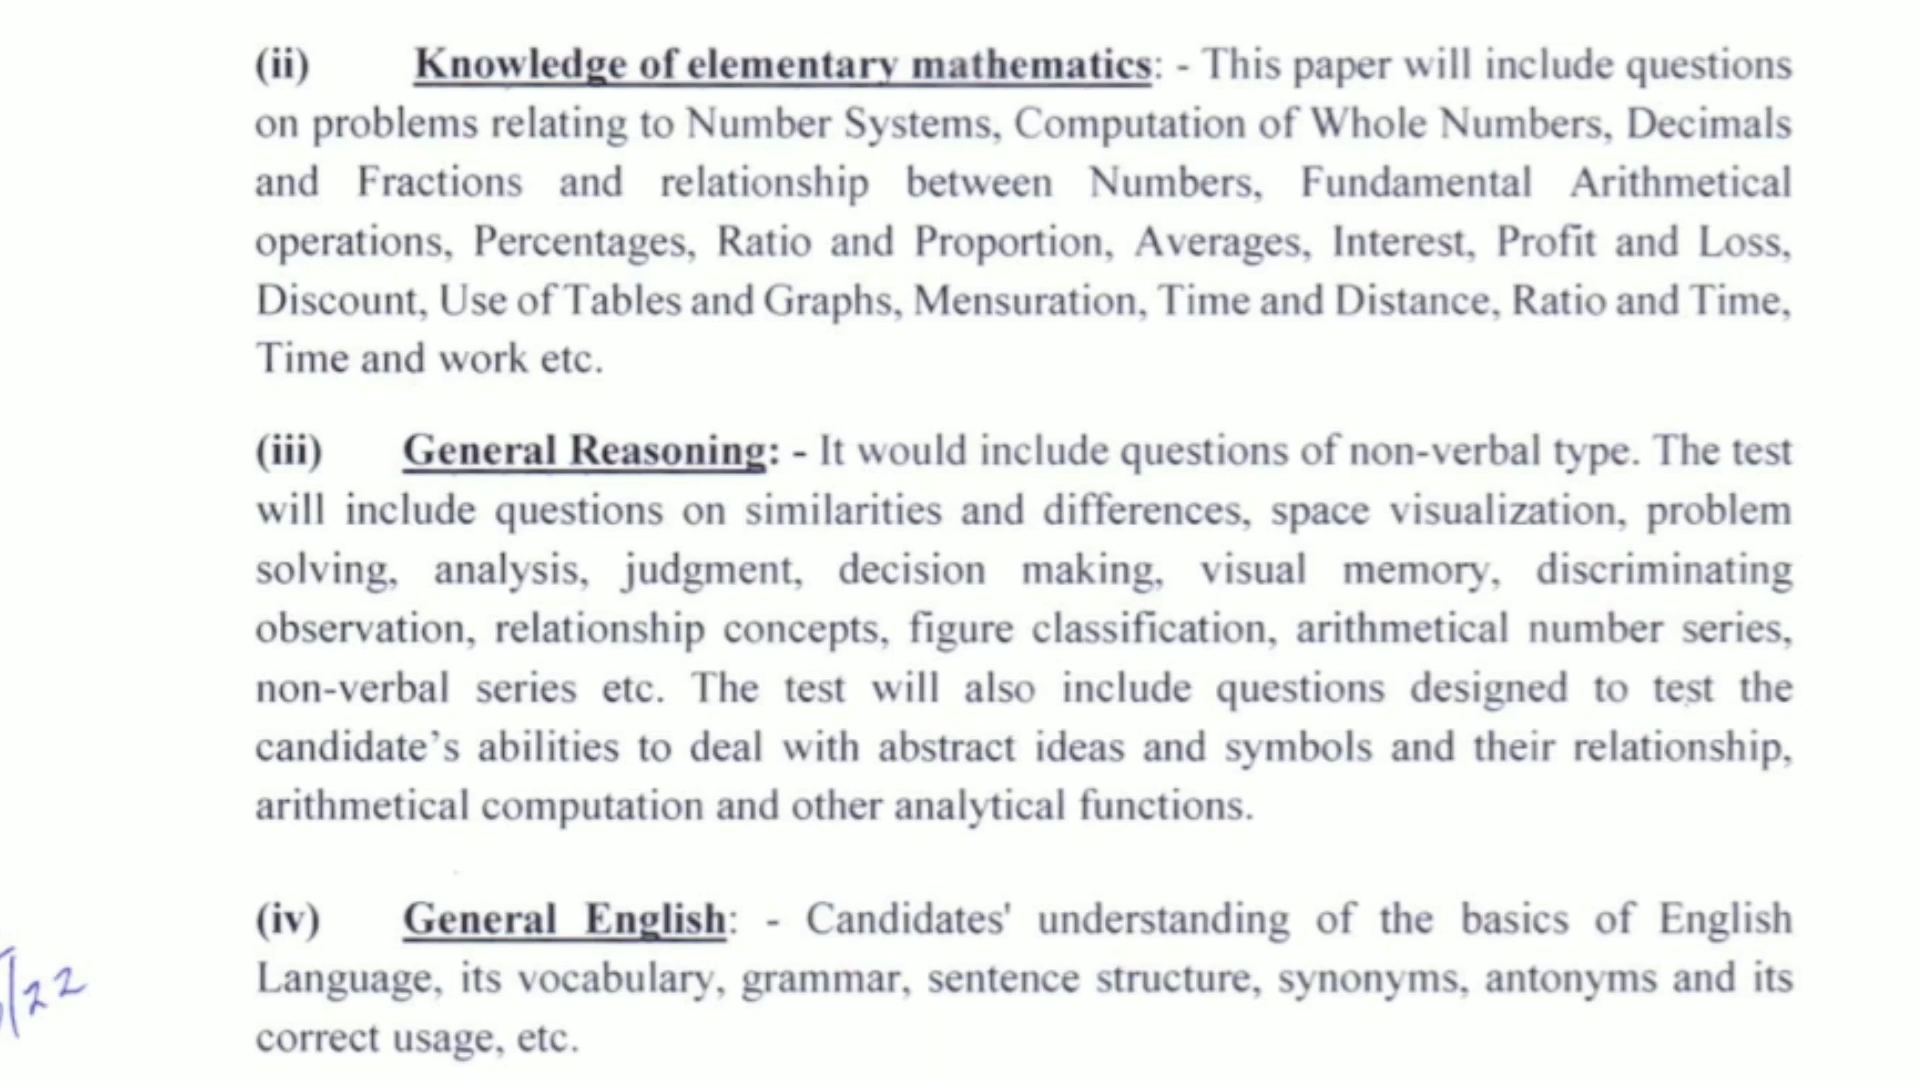 (ii) Knowledge of elementary mathematics: - This paper will include questions
on problems relating to Number Systems, Computation of Whole Numbers, Decimals
and Fractions and relationship between Numbers, Fundamental Arithmetical
operations, Percentages, Ratio and Proportion, Averages, Interest, Profit and Loss,
Discount, Use of Tables and Graphs, Mensuration, Time and Distance, Ratio and Time,
Time and work etc.
(iii) General Reasoning: - It would include questions of non-verbal type. The test
will include questions on similarities and differences, space visualization, problem
solving, analysis, judgment, decision making, visual memory, discriminating
observation, relationship concepts, figure classification, arithmetical number series,
non-verbal series etc. The test will also include questions designed to test the
candidate’s abilities to deal with abstract ideas and symbols and their relationship,
arithmetical computation and other analytical functions.
(iv) General English: - Candidates' understanding of the basics of English
Language, its vocabulary, grammar, sentence structure, synonyms, antonyms and its
correct usage, etc.
/22